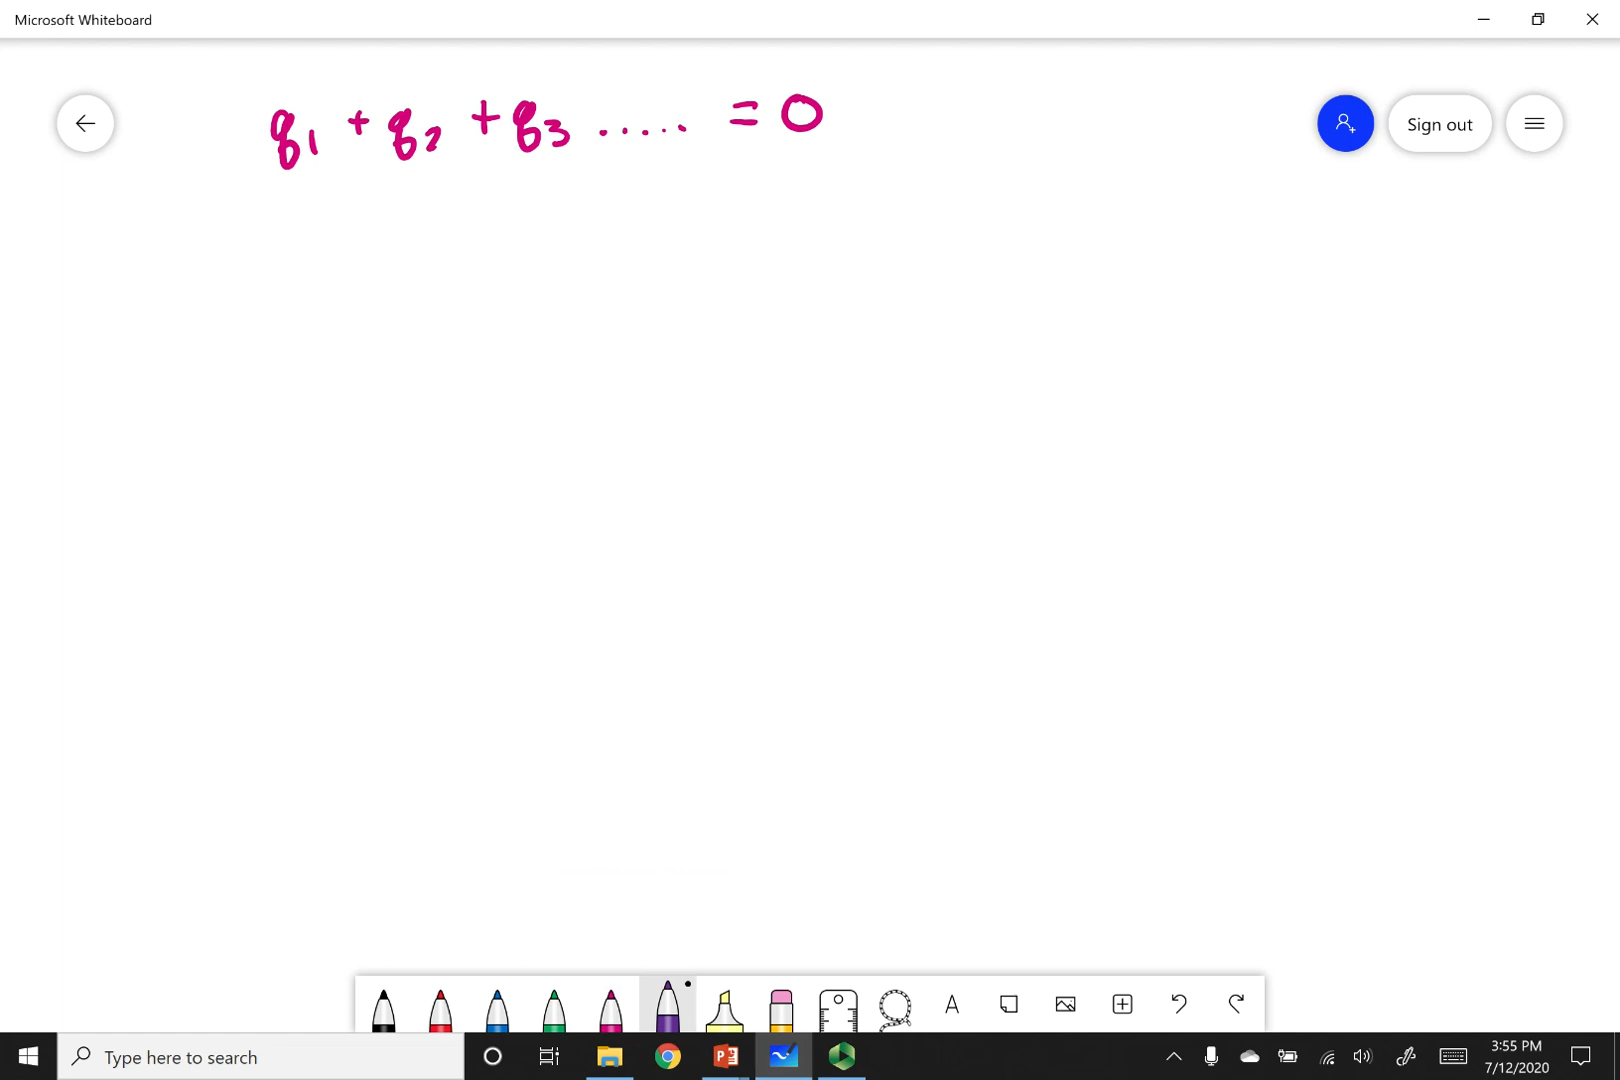 Microsoft Whiteboard
q1 + q2 + q3 ..... = 0
Sign out
A
Type here to search
3:55 PM
7/12/2020